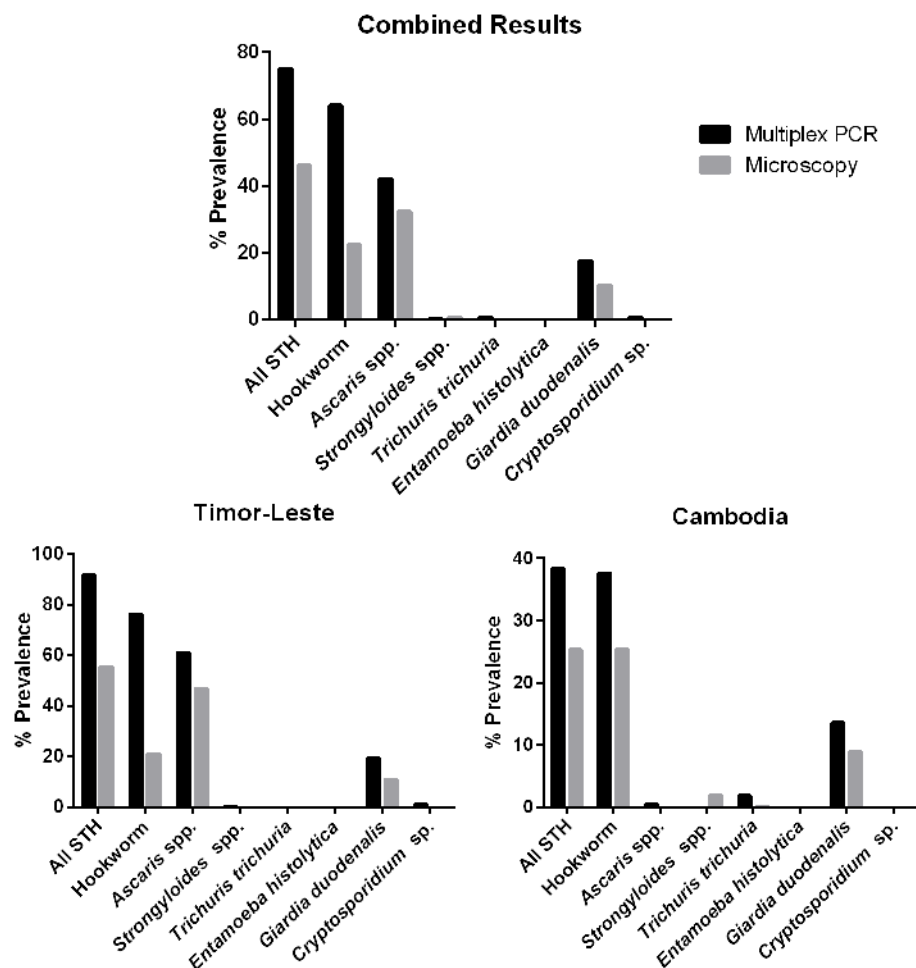 Combined Results
80
60
40
20
0
% Prevalence
Multiplex PCR
Microscopy
All STH
Hookworm
Ascaris spp.
Strongyloides spp.
Trichuris trichuria
Entamoeba histolytica
Giardia duodenalis
Cryptosporidium sp.
Timor-Leste
100
80
60
40
20
0
% Prevalence
All STH
Hookworm
Ascaris spp.
Strongyloides spp.
Trichuris trichuria
Entamoeba histolytica
Giardia duodenalis
Cryptosporidium sp.
Cambodia
40
30
20
10
0
% Prevalence
All STH
Hookworm
Ascaris spp.
Strongyloides spp.
Trichuris trichuria
Entamoeba histolytica
Giardia duodenalis
Cryptosporidium sp.